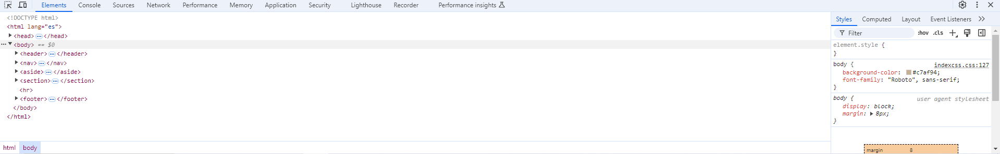 Elements Console Sources Network Performance Memory Application Security Lighthouse Recorder Performance insights
<!DOCTYPE html>
<html lang="es">
<head> ... </head>
... <body> == $0
<header> ... </header>
<nav> ... </nav>
<aside> ... </aside>
<section> ... </section>
<hr>
<footer> ... </footer>
</body>
</html>
html body
Styles Computed Layout Event Listeners
Filter :hov .cls
element.style {
}
body { indexcss.css:127
background-color: #c7af94;
font-family: "Roboto", sans-serif;
}
body { user agent stylesheet
display: block;
margin: 8px;
}
margin 8